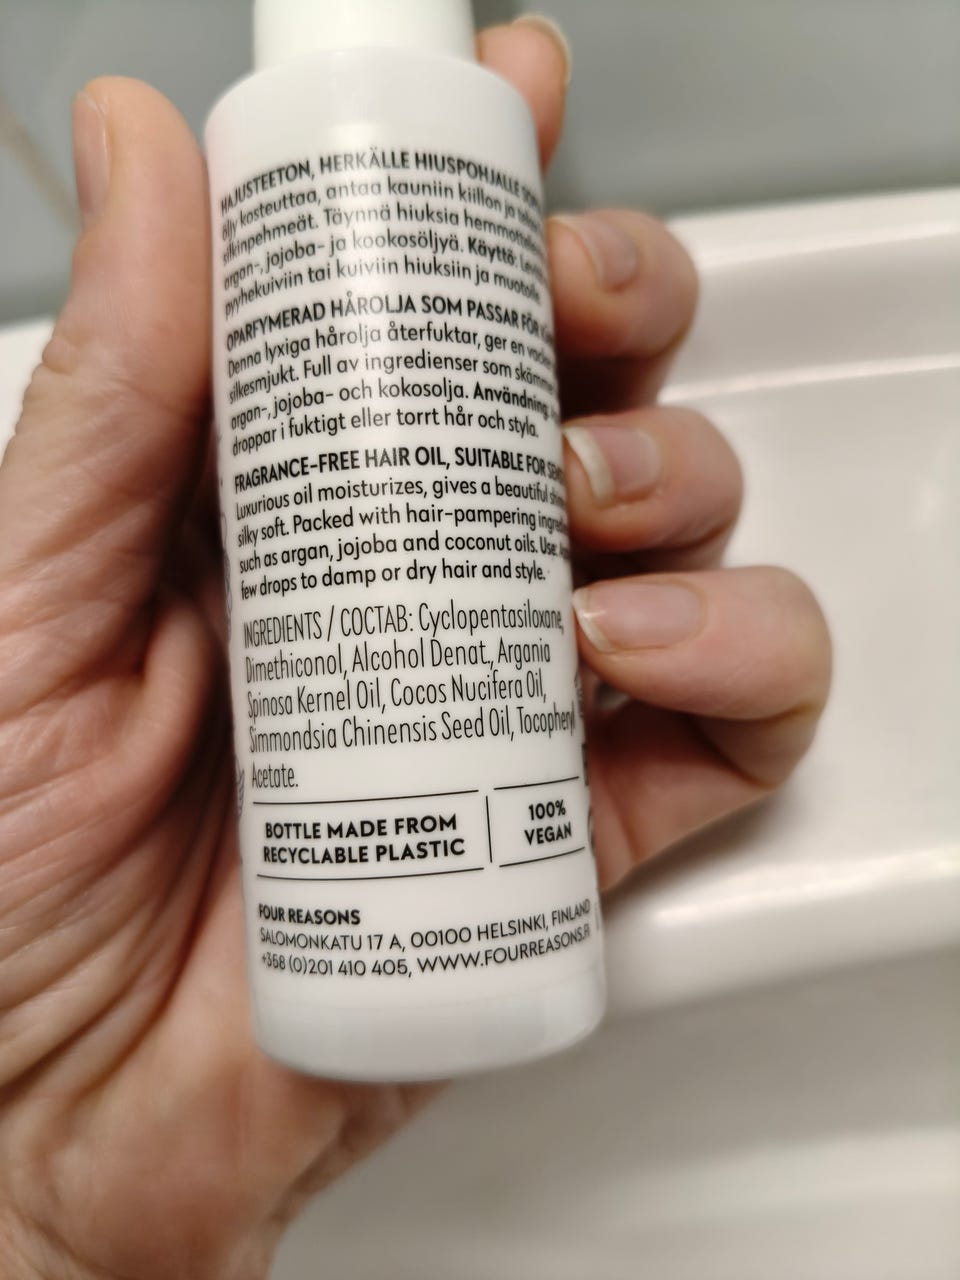 HAJUSTEETON, HERKÄLLE HIUSPOHJALLE
öljy kosteuttaa, antaa kauniin kiillon ja
silkinpehmeät. Täynnä hiuksia
argan-, jojoba- ja kookosöljyä. Käyttö:
pyyhekuiviin tai kuiviin hiuksiin ja muotoile.
OPARFYMERAD HÅROLJA SOM PASSAR FÖR
Denna lyxiga hårolja återfuktar, ger en
silkesmjukt. Full av ingredienser som
argan-, jojoba- och kokosolja. Användning:
droppar i fuktigt eller torrt hår och styla.
FRAGRANCE-FREE HAIR OIL, SUITABLE FOR
Luxurious oil moisturizes, gives a beautiful
silky soft. Packed with hair-pampering
such as argan, jojoba and coconut oils. Use:
few drops to damp or dry hair and style.
INGREDIENTS / COCTAB: Cyclopentasiloxane,
Dimethiconol, Alcohol Denat., Argania
Spinosa Kernel Oil, Cocos Nucifera Oil,
Simmondsia Chinensis Seed Oil, Tocopheryl
Acetate.
BOTTLE MADE FROM
RECYCLABLE PLASTIC
100%
VEGAN
FOUR REASONS
SALOMONKATU 17 A, 00100 HELSINKI, FINLAND
+358 (0)201 410 405, WWW.FOURREASONS.FI